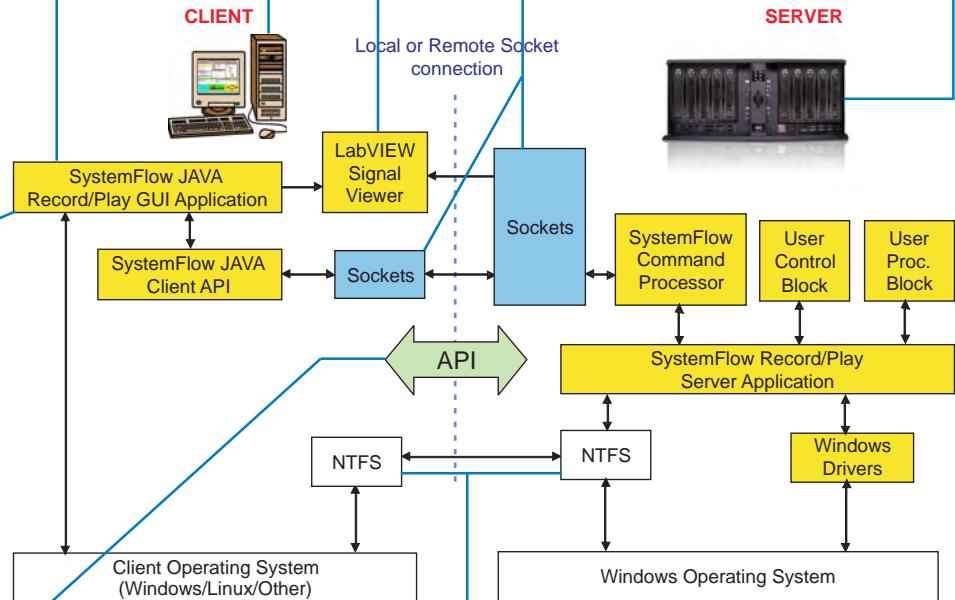 CLIENT
SERVER
Local or Remote Socket
connection
LabVIEW
Signal
Viewer
SystemFlow JAVA
Record/Play GUI Application
Sockets
SystemFlow
Command
Processor
User
Control
Block
User
Proc.
Block
SystemFlow JAVA
Client API
Sockets
API
SystemFlow Record/Play
Server Application
NTFS
NTFS
Windows
Drivers
Client Operating System
(Windows/Linux/Other)
Windows Operating System